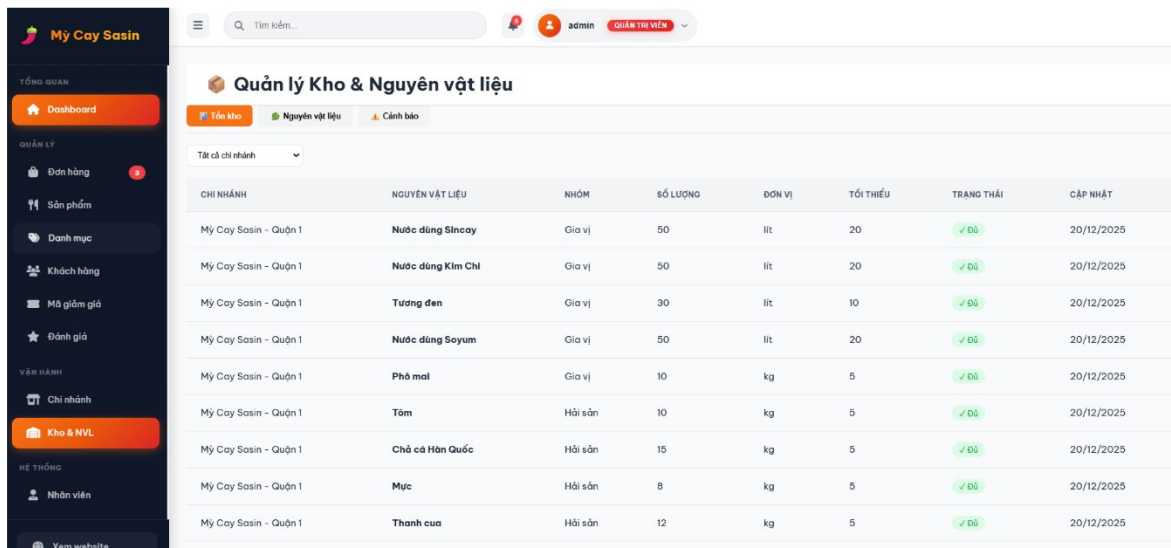 Mỳ Cay Sasin
Tìm kiếm...
admin QUẢN TRỊ VIÊN
TỔNG QUAN
Dashboard
QUẢN LÝ
Đơn hàng 3
Sản phẩm
Danh mục
Khách hàng
Mã giảm giá
Đánh giá
VẬN HÀNH
Chi nhánh
Kho & NVL
HỆ THỐNG
Nhân viên
Xem website
Quản lý Kho & Nguyên vật liệu
Tồn kho Nguyên vật liệu Cảnh báo
Tất cả chi nhánh
CHI NHÁNH NGUYÊN VẬT LIỆU NHÓM SỐ LƯỢNG ĐƠN VỊ TỐI THIỂU TRẠNG THÁI CẬP NHẬT
Mỳ Cay Sasin - Quận 1 Nước dùng Sincay Gia vị 50 lít 20 ✓ Đủ 20/12/2025
Mỳ Cay Sasin - Quận 1 Nước dùng Kim Chi Gia vị 50 lít 20 ✓ Đủ 20/12/2025
Mỳ Cay Sasin - Quận 1 Tương đen Gia vị 30 lít 10 ✓ Đủ 20/12/2025
Mỳ Cay Sasin - Quận 1 Nước dùng Soyum Gia vị 50 lít 20 ✓ Đủ 20/12/2025
Mỳ Cay Sasin - Quận 1 Phô mai Gia vị 10 kg 5 ✓ Đủ 20/12/2025
Mỳ Cay Sasin - Quận 1 Tôm Hải sản 10 kg 5 ✓ Đủ 20/12/2025
Mỳ Cay Sasin - Quận 1 Chả cá Hàn Quốc Hải sản 15 kg 5 ✓ Đủ 20/12/2025
Mỳ Cay Sasin - Quận 1 Mực Hải sản 8 kg 5 ✓ Đủ 20/12/2025
Mỳ Cay Sasin - Quận 1 Thanh cua Hải sản 12 kg 5 ✓ Đủ 20/12/2025